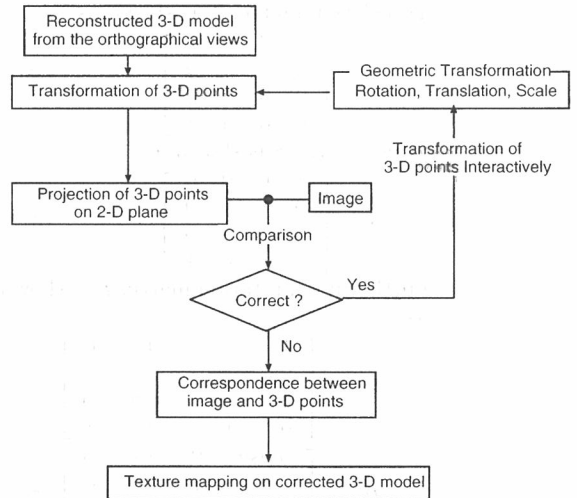 Reconstructed 3-D model
from the orthographical views
Geometric Transformation
Rotation, Translation, Scale
Transformation of 3-D points
Transformation of
3-D points Interactively
Projection of 3-D points
on 2-D plane
Image
Comparison
Correct ?
Yes
No
Correspondence between
image and 3-D points
Texture mapping on corrected 3-D model